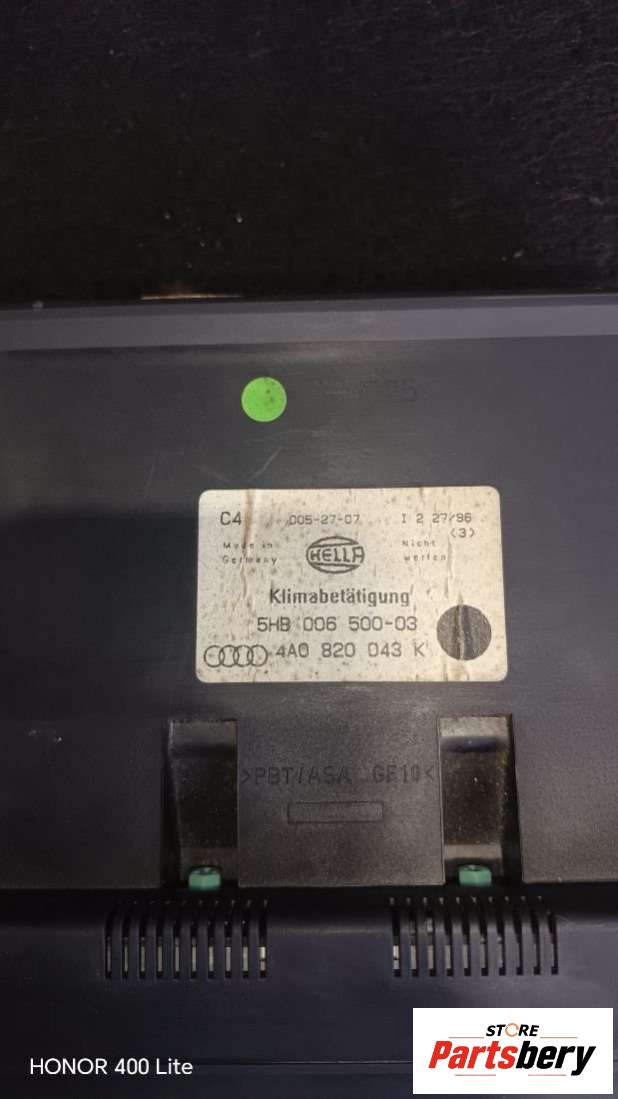 C4 005-27-07 I 2 27/96
(3)
Made in Germany
HELLA
Nicht werfen
Klimabetätigung
5HB 006 500-03
4A0 820 043 K
>PBT/ASA GF10<
HONOR 400 Lite
STORE
Partsbery